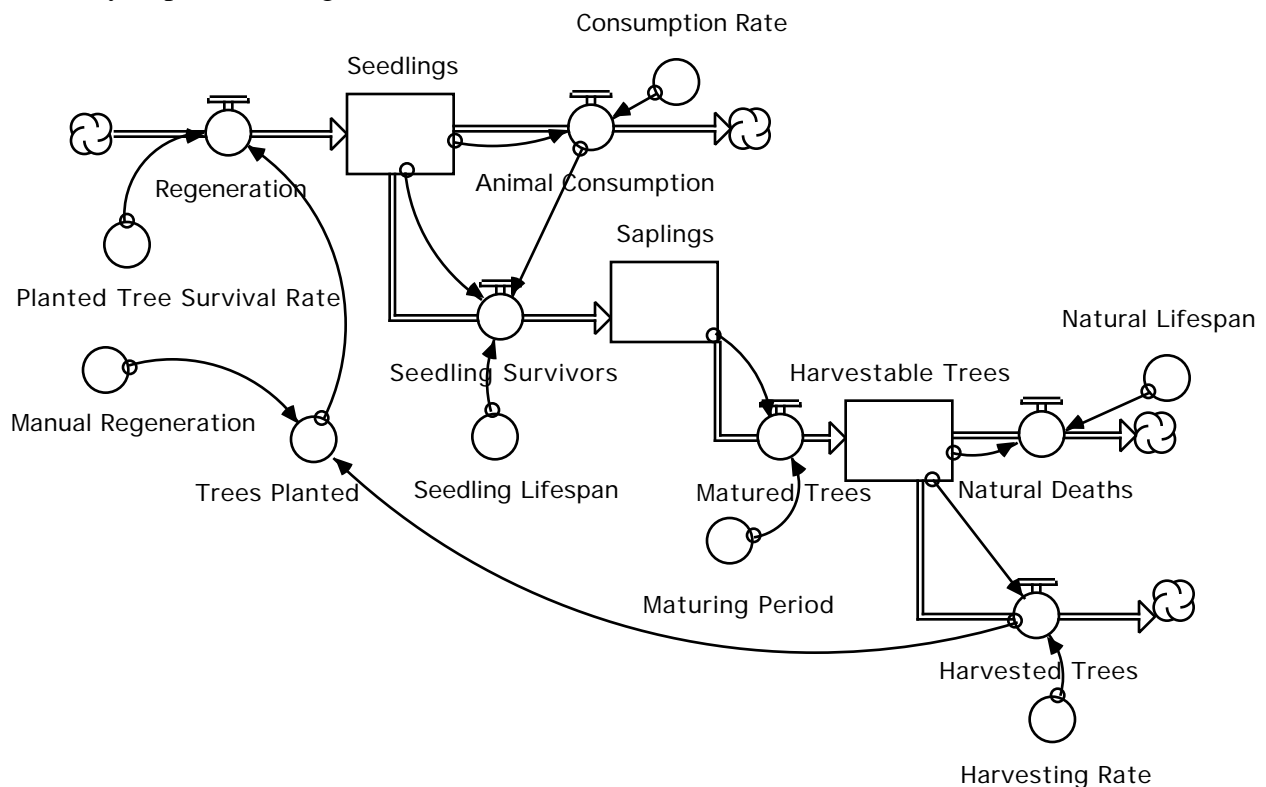 Consumption Rate
Seedlings
Regeneration
Animal Consumption
Saplings
Planted Tree Survival Rate
Natural Lifespan
Seedling Survivors
Harvestable Trees
Manual Regeneration
Trees Planted
Seedling Lifespan
Matured Trees
Natural Deaths
Maturing Period
Harvested Trees
Harvesting Rate